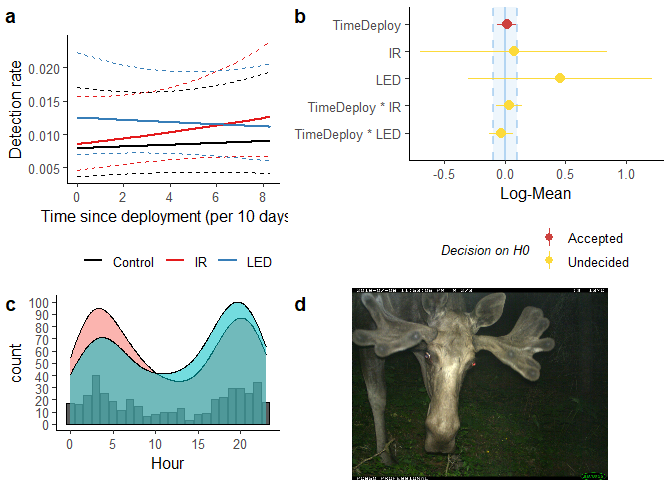 a
Detection rate
0.020
0.015
0.010
0.005
0 2 4 6 8
Time since deployment (per 10 days
Control IR LED
b
TimeDeploy
IR
LED
TimeDeploy * IR
TimeDeploy * LED
-0.5 0.0 0.5 1.0
Log-Mean
Decision on H0
Accepted
Undecided
c
count
100
90
80
70
60
50
40
30
20
10
0
0 5 10 15 20
Hour
d
PC850 PROFESSIONAL